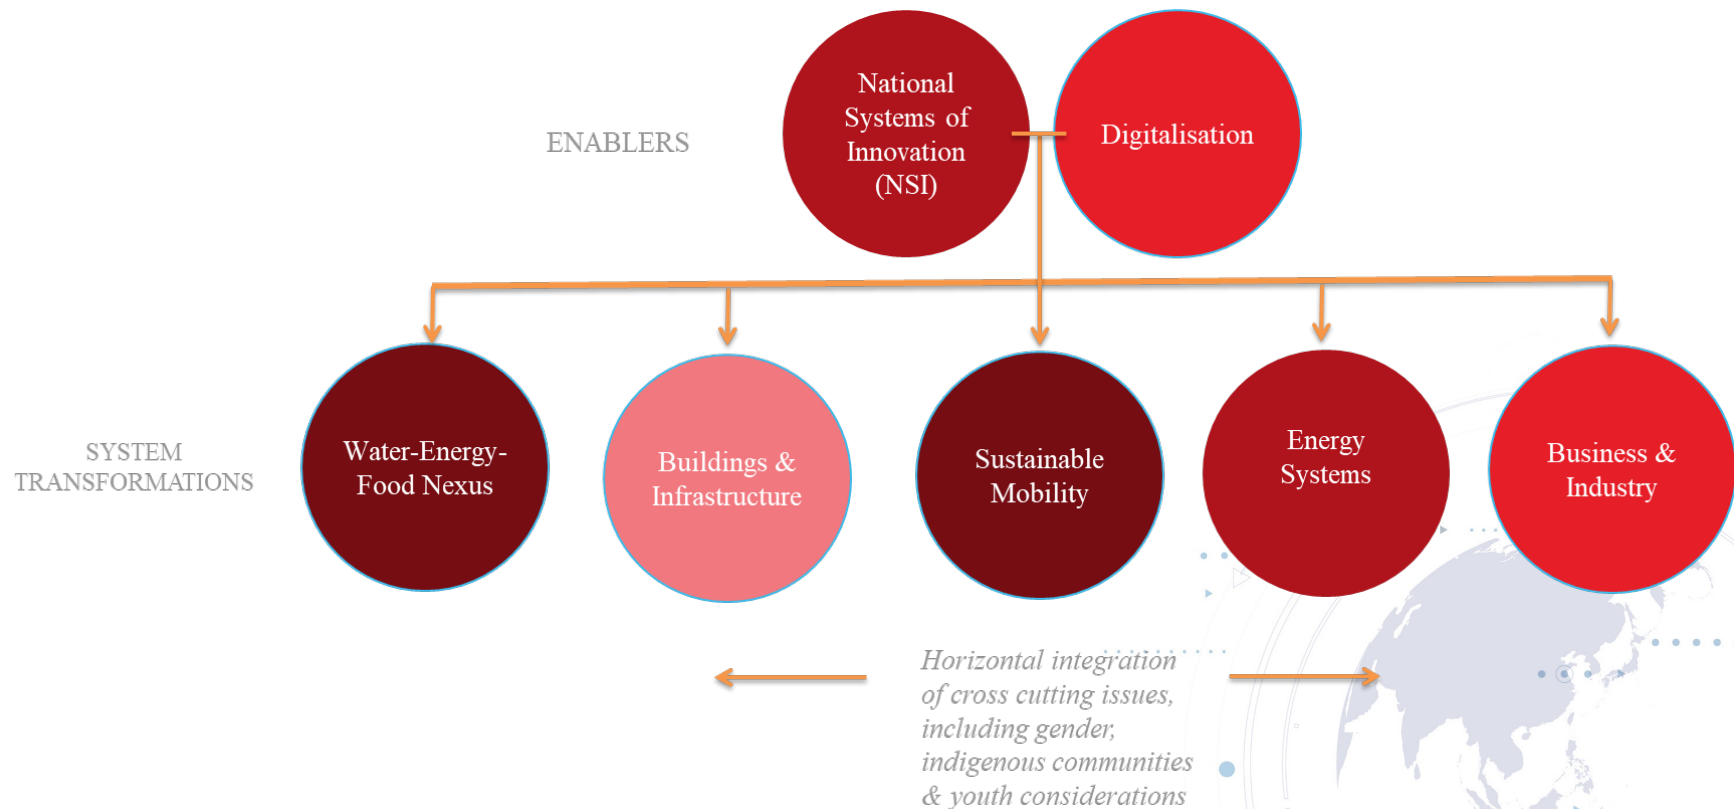 ENABLERS
National
Systems of
Innovation
(NSI)
Digitalisation
SYSTEM
TRANSFORMATIONS
Water-Energy-
Food Nexus
Buildings &
Infrastructure
Sustainable
Mobility
Energy
Systems
Business &
Industry
Horizontal integration
of cross cutting issues,
including gender,
indigenous communities
& youth considerations